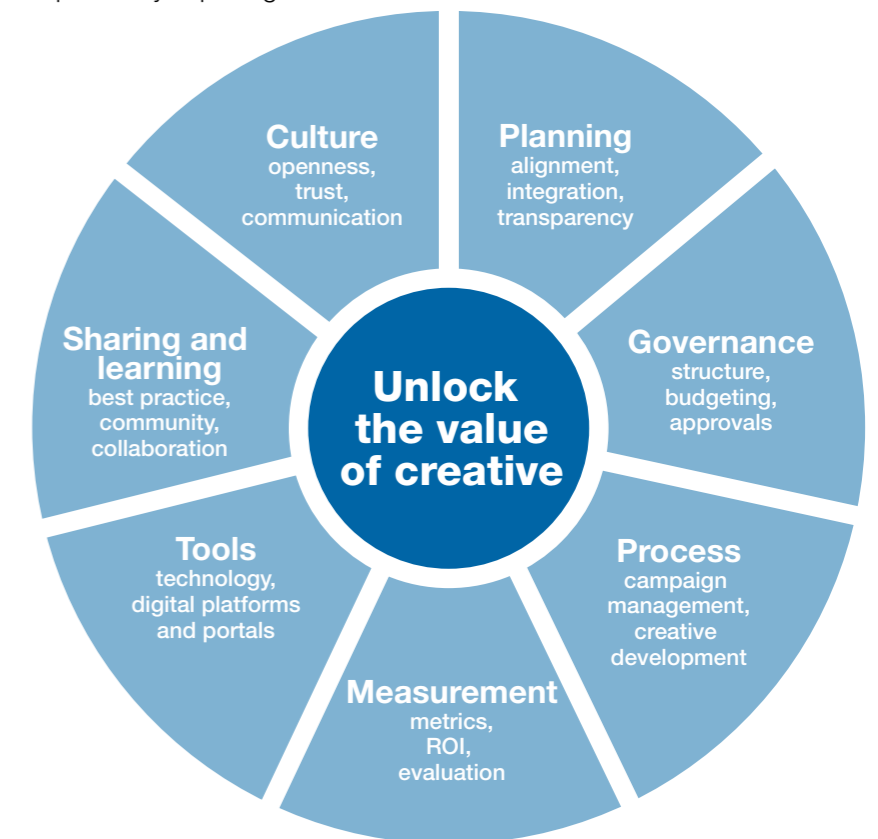 Culture
openness,
trust,
communication
Planning
alignment,
integration,
transparency
Governance
structure,
budgeting,
approvals
Process
campaign
management,
creative
development
Measurement
metrics,
ROI,
evaluation
Tools
technology,
digital platforms
and portals
Sharing and
learning
best practice,
community,
collaboration
Unlock
the value
of creative